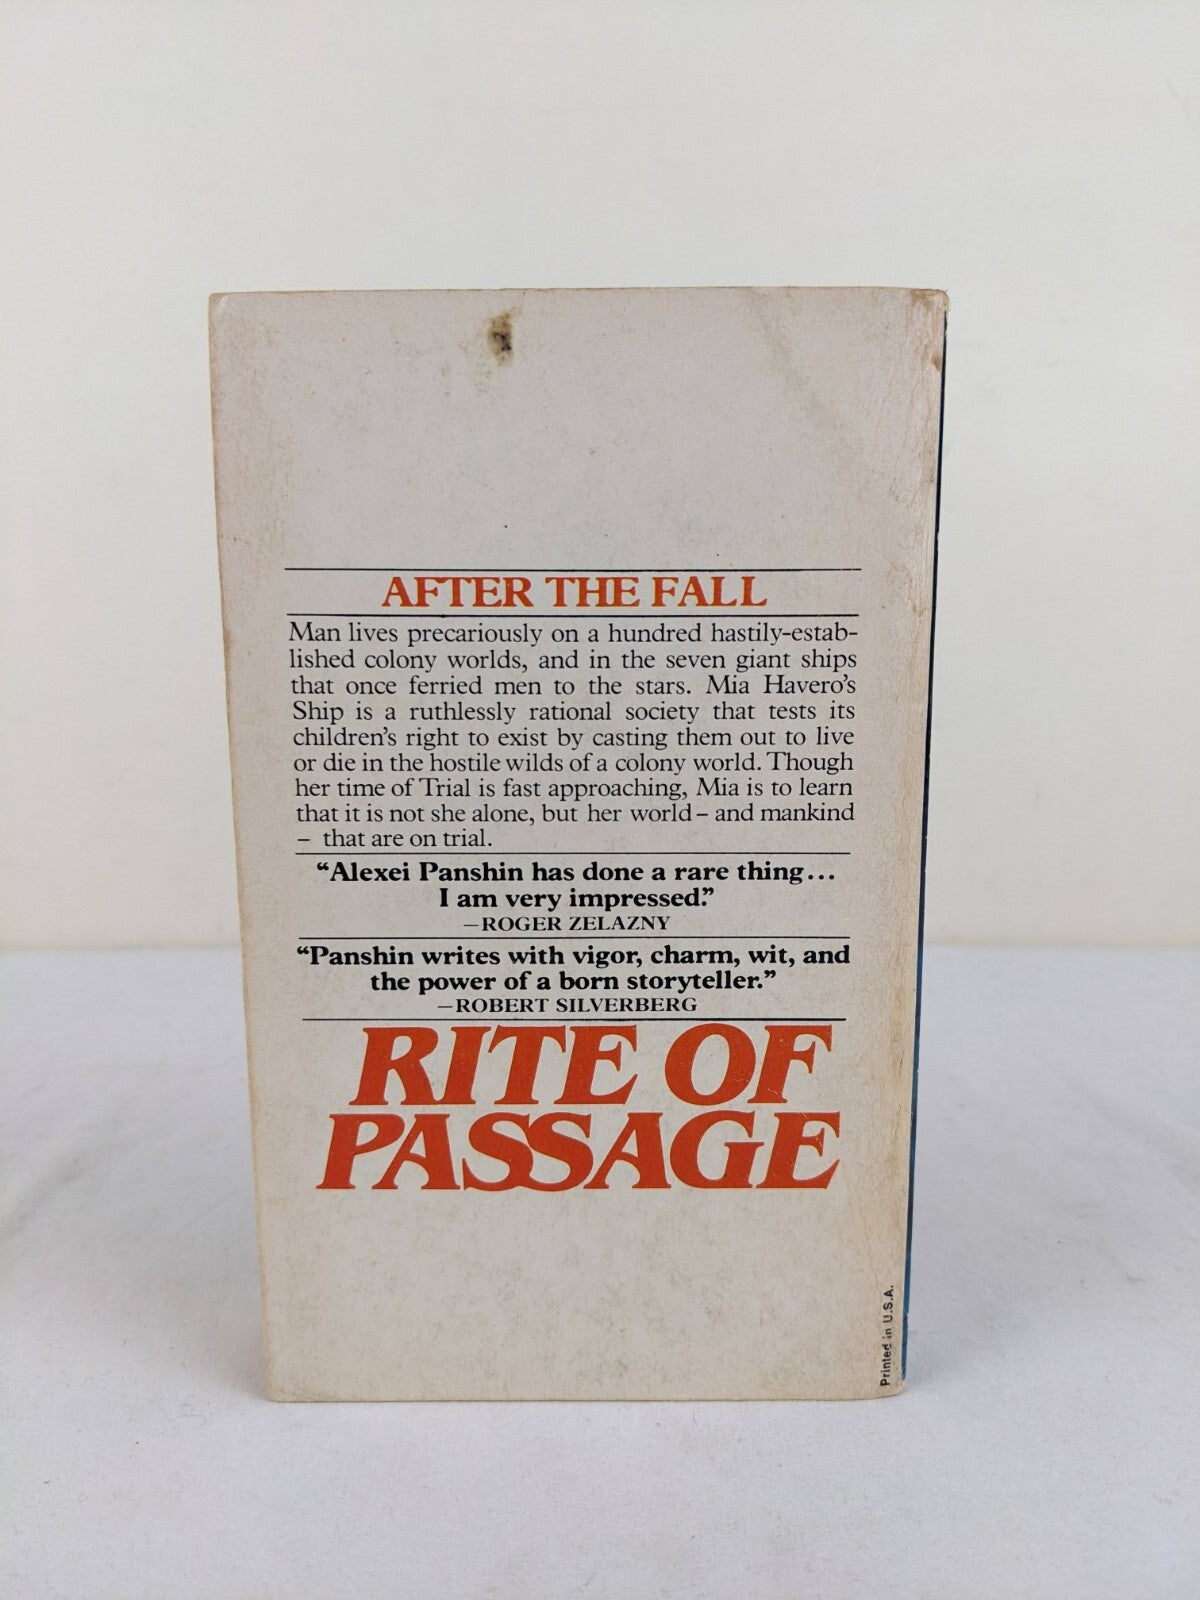 AFTER THE FALL
Man lives precariously on a hundred hastily-estab-
lished colony worlds, and in the seven giant ships
that once ferried men to the stars. Mia Havero's
Ship is a ruthlessly rational society that tests its
children's right to exist by casting them out to live
or die in the hostile wilds of a colony world. Though
her time of Trial is fast approaching, Mia is to learn
that it is not she alone, but her world – and mankind
– that are on trial.
“Alexei Panshin has done a rare thing...
I am very impressed.”
—ROGER ZELAZNY
“Panshin writes with vigor, charm, wit, and
the power of a born storyteller.”
—ROBERT SILVERBERG
RITE OF
PASSAGE
Printed in U.S.A.